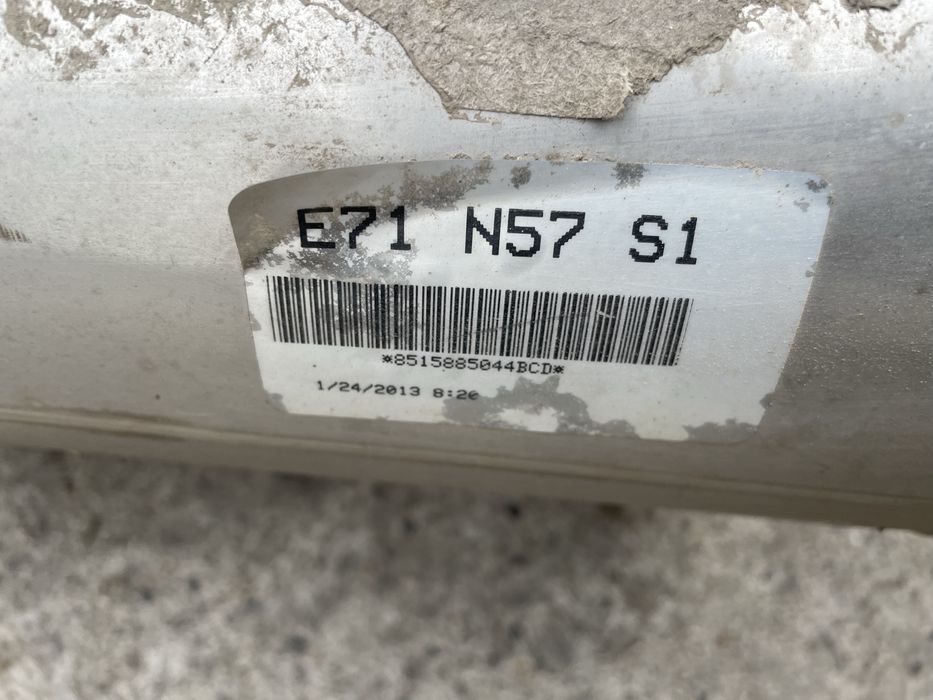 E71 N57 S1
*8515885044BCD*
1/24/2013 8:26